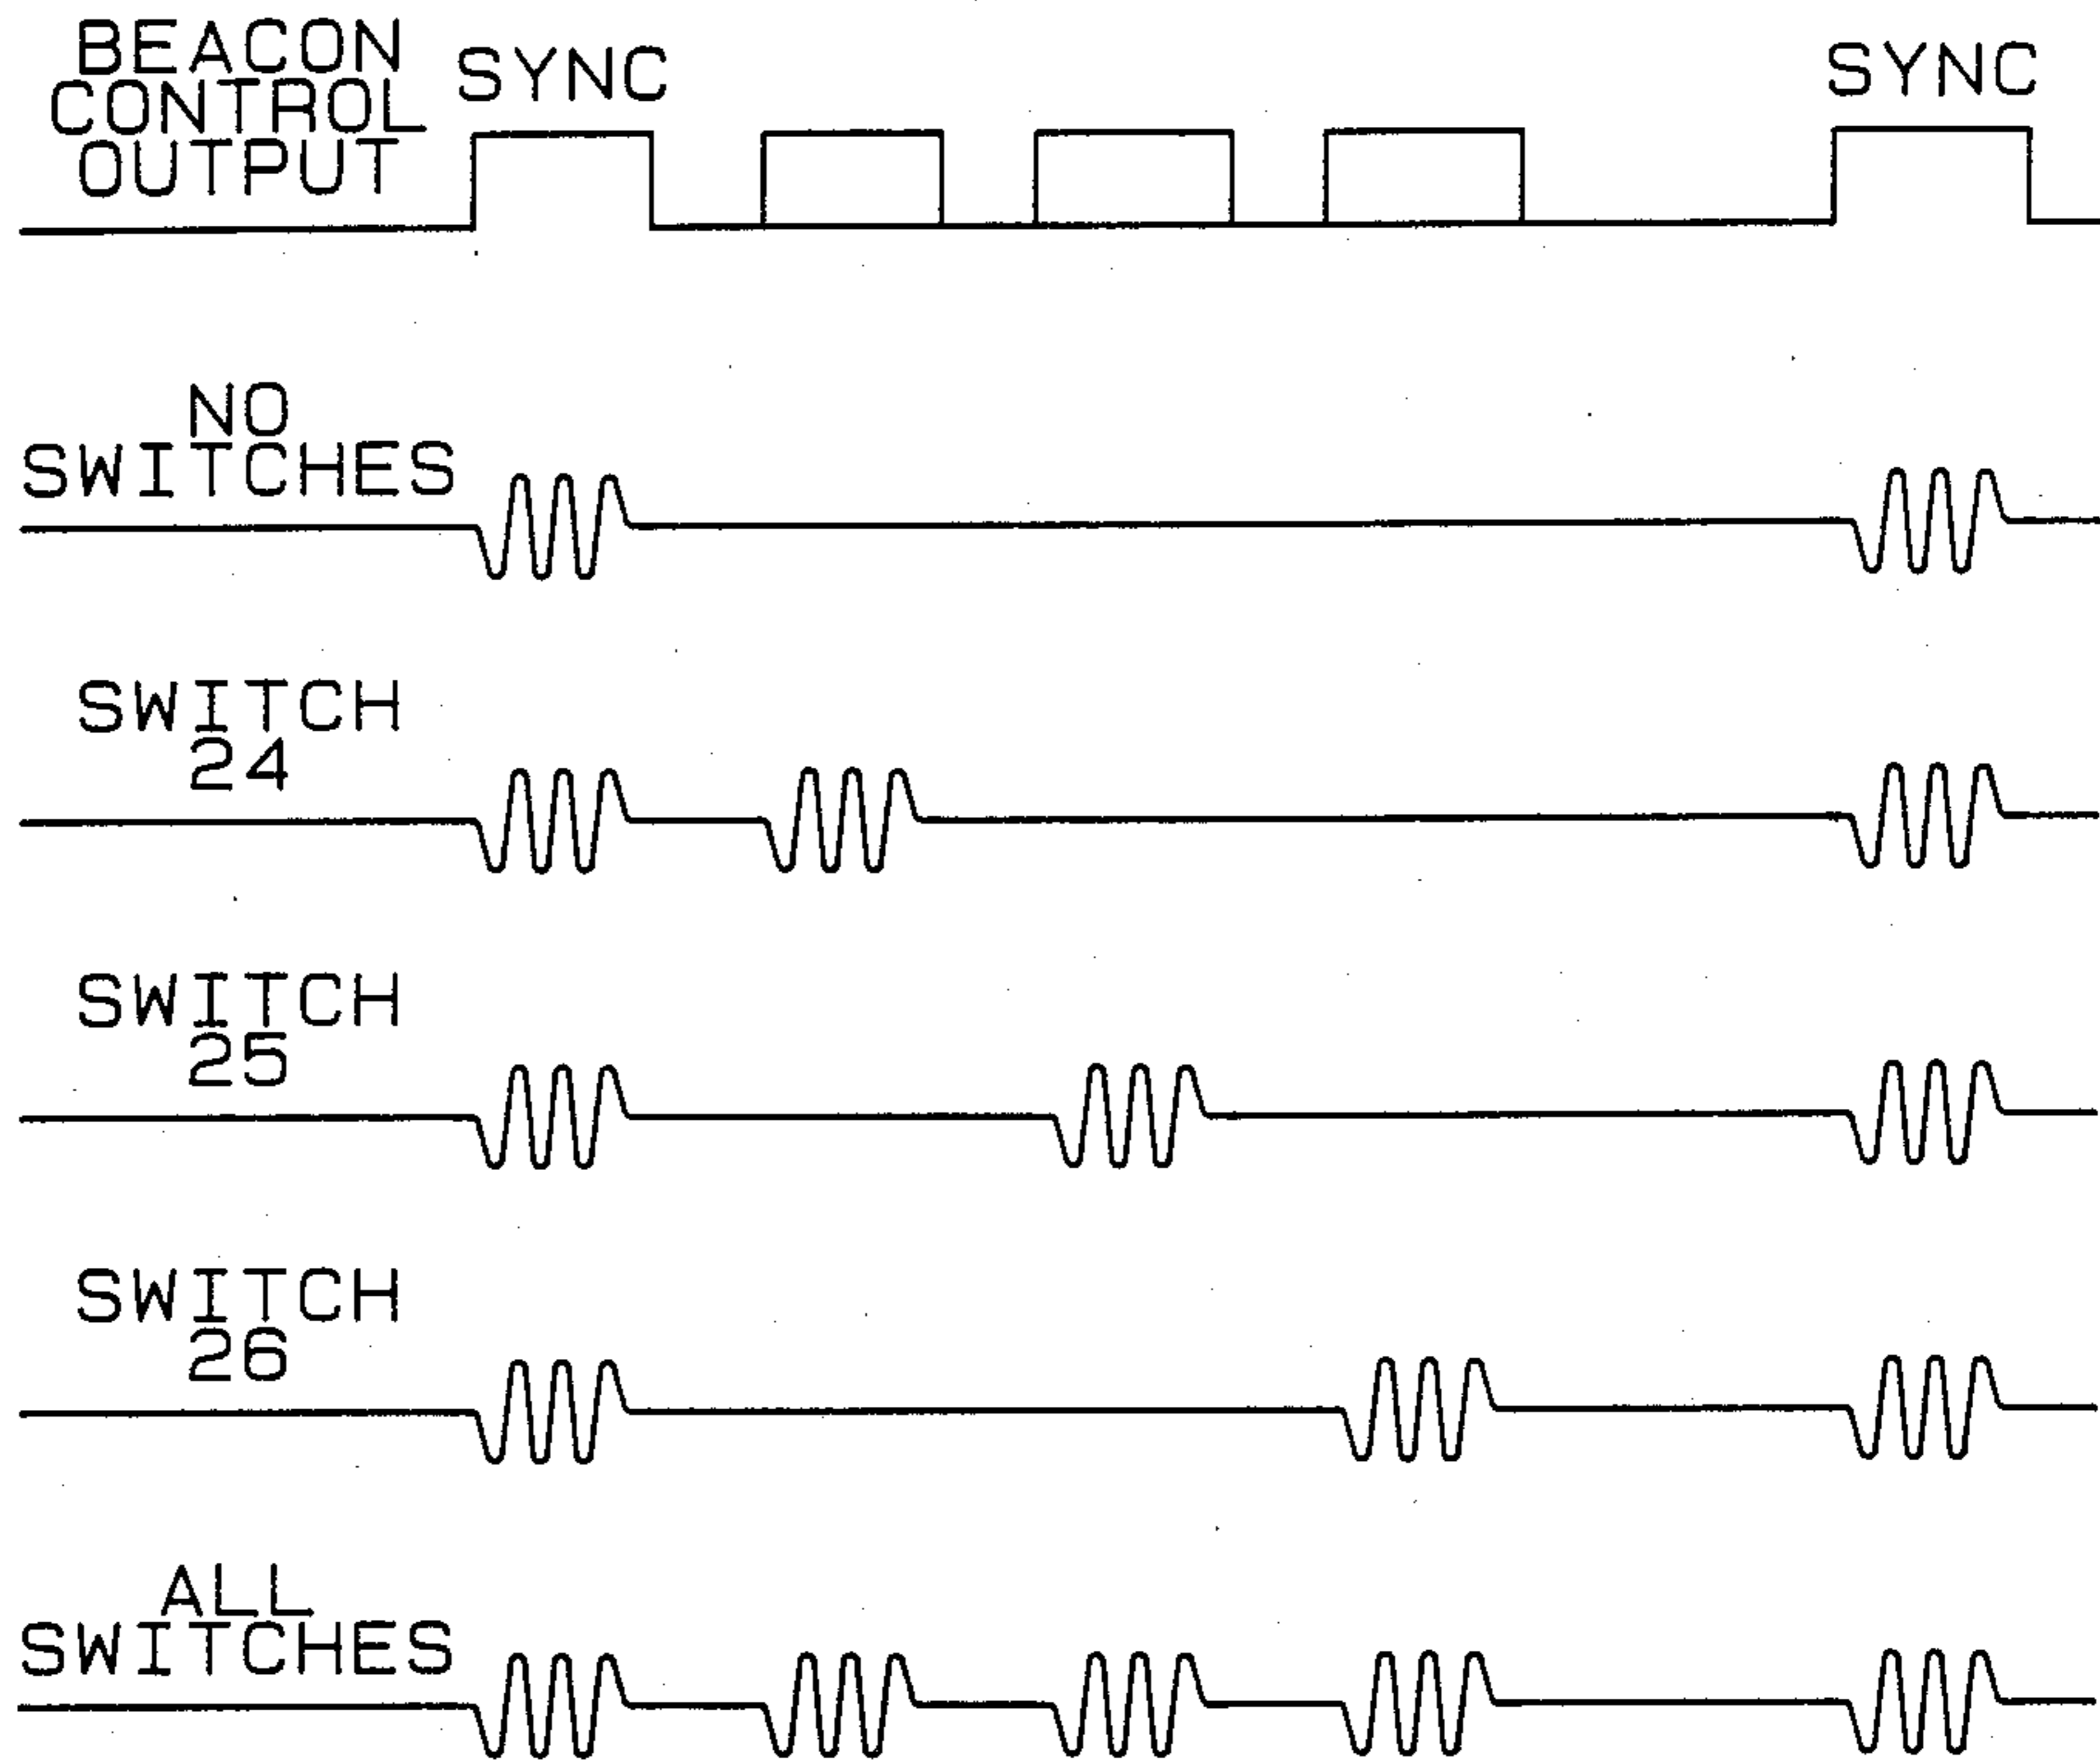 BEACON
CONTROL
OUTPUT
SYNC
SYNC
NO
SWITCHES
SWITCH
24
SWITCH
25
SWITCH
26
ALL
SWITCHES